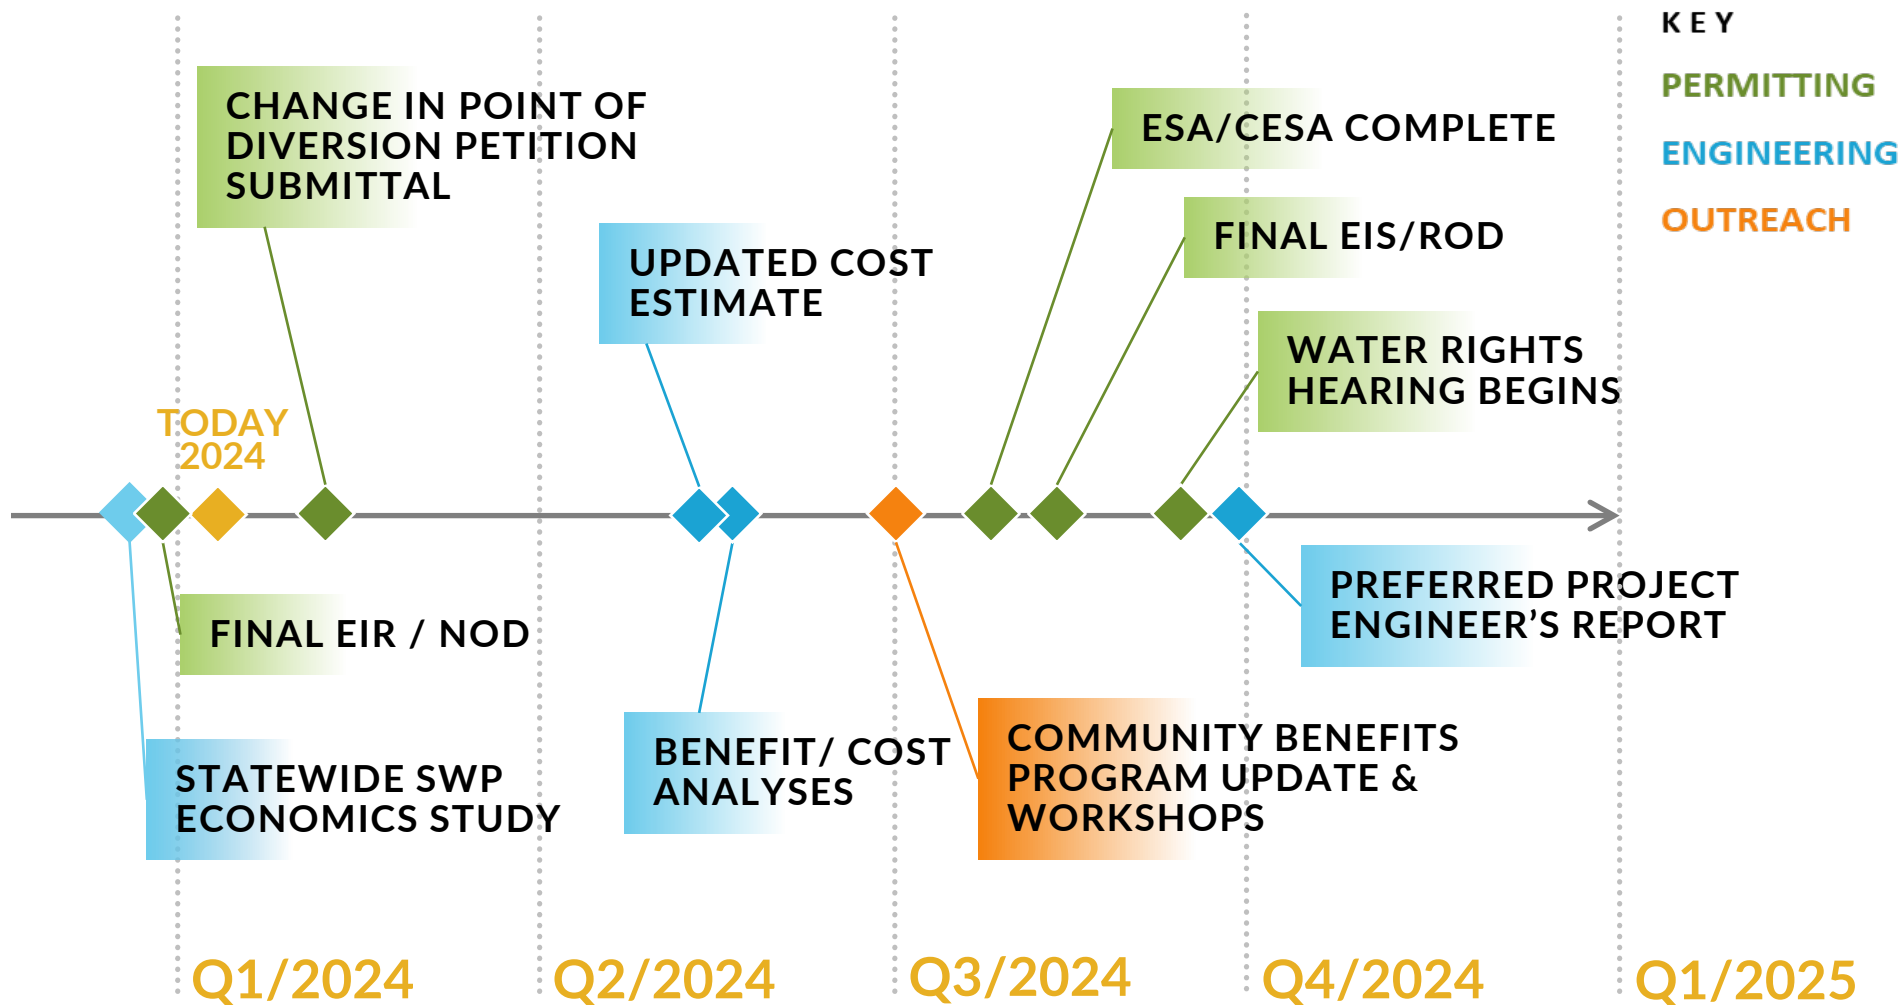 KEY
PERMITTING
ENGINEERING
OUTREACH
CHANGE IN POINT OF
DIVERSION PETITION
SUBMITTAL
ESA/CESA COMPLETE
FINAL EIS/ROD
UPDATED COST
ESTIMATE
WATER RIGHTS
HEARING BEGINS
TODAY
2024
FINAL EIR / NOD
PREFERRED PROJECT
ENGINEER’S REPORT
STATEWIDE SWP
ECONOMICS STUDY
BENEFIT/ COST
ANALYSES
COMMUNITY BENEFITS
PROGRAM UPDATE &
WORKSHOPS
Q1/2024
Q2/2024
Q3/2024
Q4/2024
Q1/2025